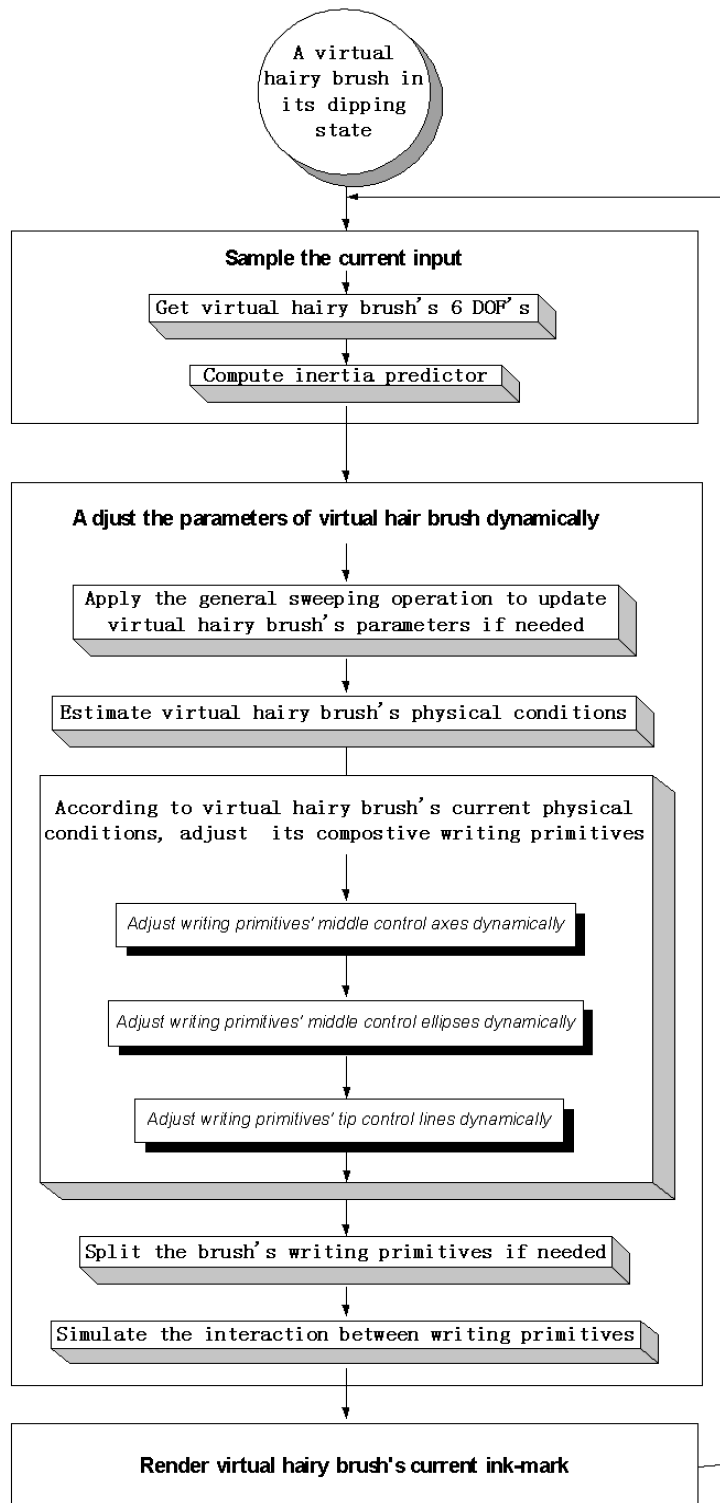 A virtual
hairy brush in
its dipping
state
Sample the current input
Get virtual hairy brush's 6 DOF's
Compute inertia predictor
A djust the parameters of virtual hair brush dynamically
Apply the general sweeping operation to update
virtual hairy brush's parameters if needed
Estimate virtual hairy brush's physical conditions
According to virtual hairy brush's current physical
conditions, adjust its compostive writing primitives
Adjust writing primitives' middle control axes dynamically
Adjust writing primitives' middle control ellipses dynamically
Adjust writing primitives' tip control lines dynamically
Split the brush's writing primitives if needed
Simulate the interaction between writing primitives
Render virtual hairy brush's current ink-mark